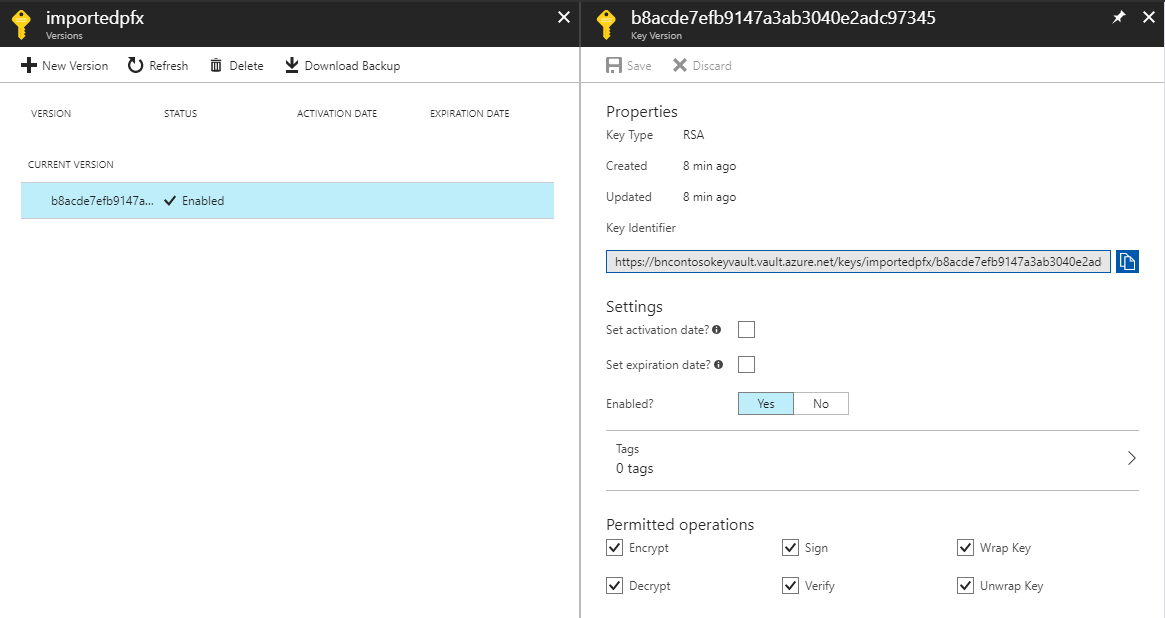 importedpfx
Versions
New Version Refresh Delete Download Backup
VERSION STATUS ACTIVATION DATE EXPIRATION DATE
CURRENT VERSION
b8acde7efb9147a... Enabled
b8acde7efb9147a3ab3040e2adc97345
Key Version
Save Discard
Properties
Key Type RSA
Created 8 min ago
Updated 8 min ago
Key Identifier
https://bncontosokeyvault.vault.azure.net/keys/importedpfx/b8acde7efb9147a3ab3040e2ad
Settings
Set activation date?
Set expiration date?
Enabled? Yes No
Tags
0 tags
Permitted operations
Encrypt Sign Wrap Key
Decrypt Verify Unwrap Key